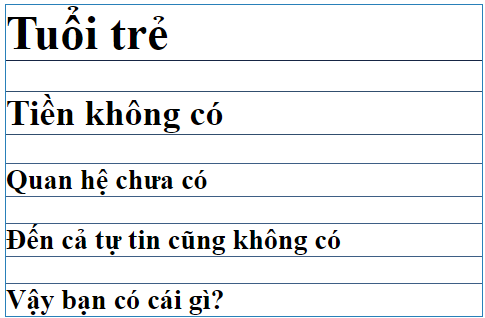 Tuổi trẻ
Tiền không có
Quan hệ chưa có
Đến cả tự tin cũng không có
Vậy bạn có cái gì?